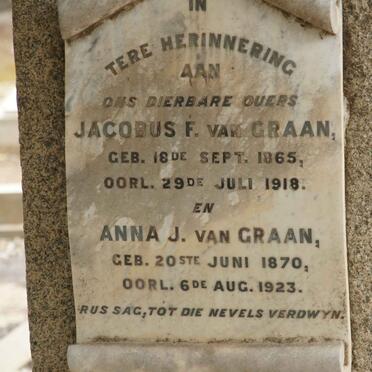 IN
TERE HERINNERING
AAN
ONS DIERBARE OUERS
JACOBUS F. VAN GRAAN,
GEB. 18DE SEPT. 1865,
OORL. 29DE JULI 1918.
EN
ANNA J. VAN GRAAN,
GEB. 20STE JUNI 1870,
OORL. 6DE AUG. 1923.
RUS SAG, TOT DIE NEVELS VERDWYN.